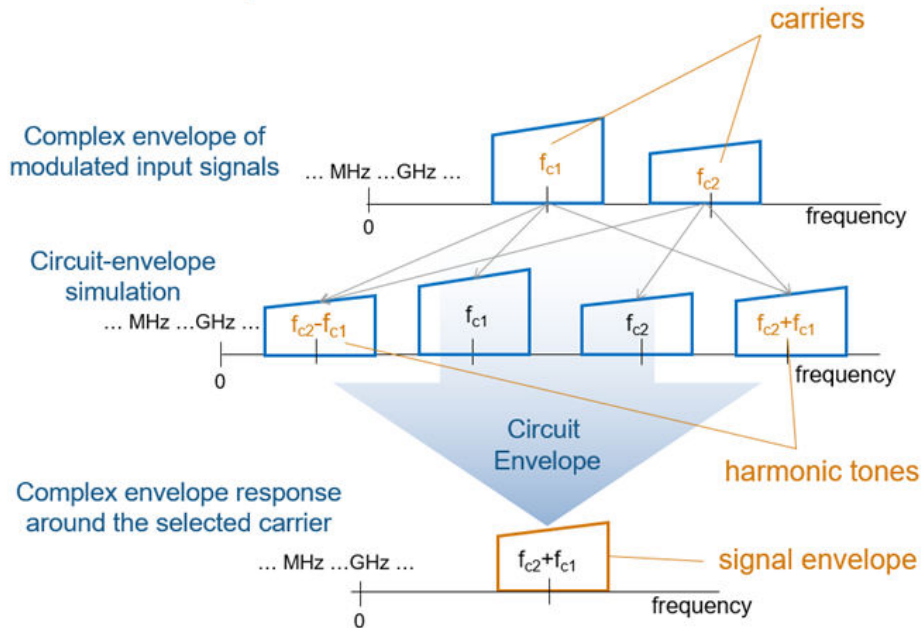 carriers
Complex envelope of
modulated input signals
... MHz ...GHz ...
f_c1
f_c2
0
frequency
Circuit-envelope
simulation
... MHz ...GHz ...
f_c2-f_c1
f_c1
f_c2
f_c2+f_c1
0
frequency
Circuit
Envelope
harmonic tones
Complex envelope response
around the selected carrier
... MHz ...GHz ...
f_c2+f_c1
signal envelope
0
frequency